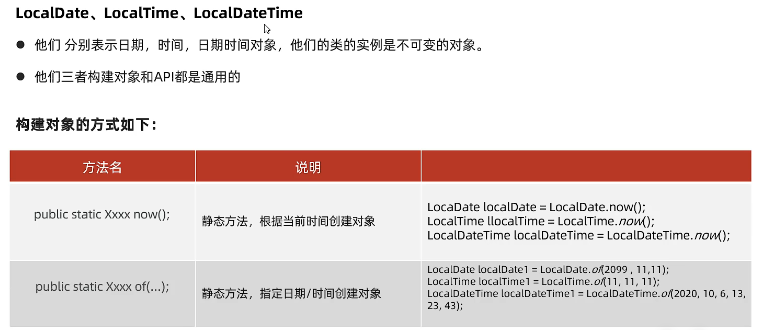 LocalDate、LocalTime、LocalDateTime
● 他们 分别表示日期，时间，日期时间对象，他们的类的实例是不可变的对象。
● 他们三者构建对象和API都是通用的
构建对象的方式如下：
方法名 说明
public static Xxxx now();
静态方法，根据当前时间创建对象
LocaDate localDate = LocalDate.now();
LocalTime llocalTime = LocalTime.now();
LocalDateTime localDateTime = LocalDateTime.now();
public static Xxxx of(...);
静态方法，指定日期/时间创建对象
LocalDate localDate1 = LocalDate.of(2099 , 11,11);
LocalTime localTime1 = LocalTime.of(11, 11, 11);
LocalDateTime localDateTime1 = LocalDateTime.of(2020, 10, 6, 13,
23, 43);